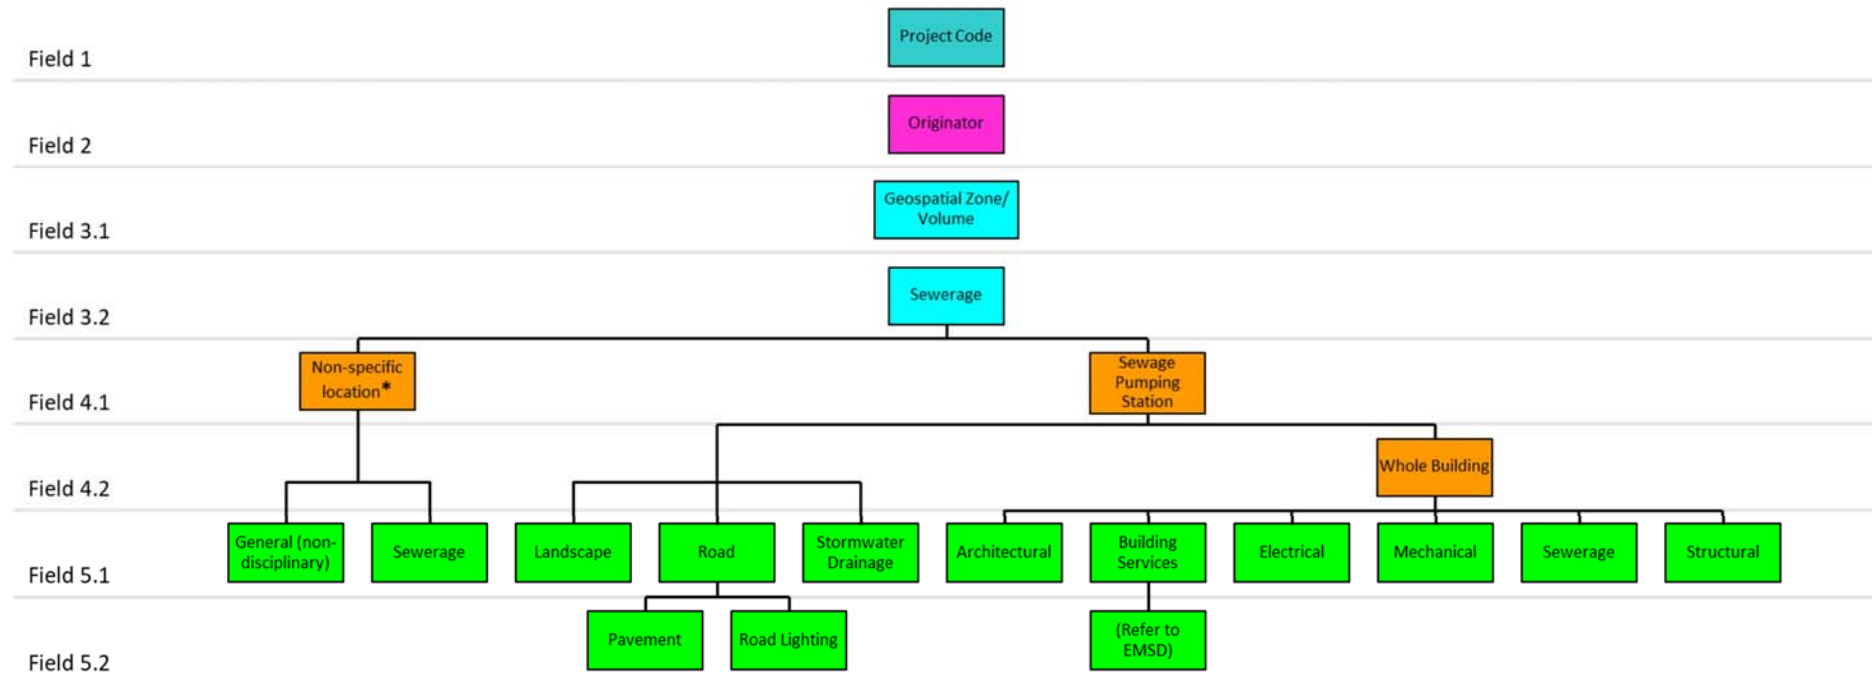 Project Code
Field 1
Originator
Field 2
Geospatial Zone/
Volume
Field 3.1
Sewerage
Field 3.2
Non-specific
location*
Sewage
Pumping
Station
Field 4.1
Whole Building
Field 4.2
General (non-
disciplinary)
Sewerage
Landscape
Road
Stormwater
Drainage
Architectural
Building
Services
Electrical
Mechanical
Sewerage
Structural
Field 5.1
Pavement
Road Lighting
(Refer to
EMSD)
Field 5.2